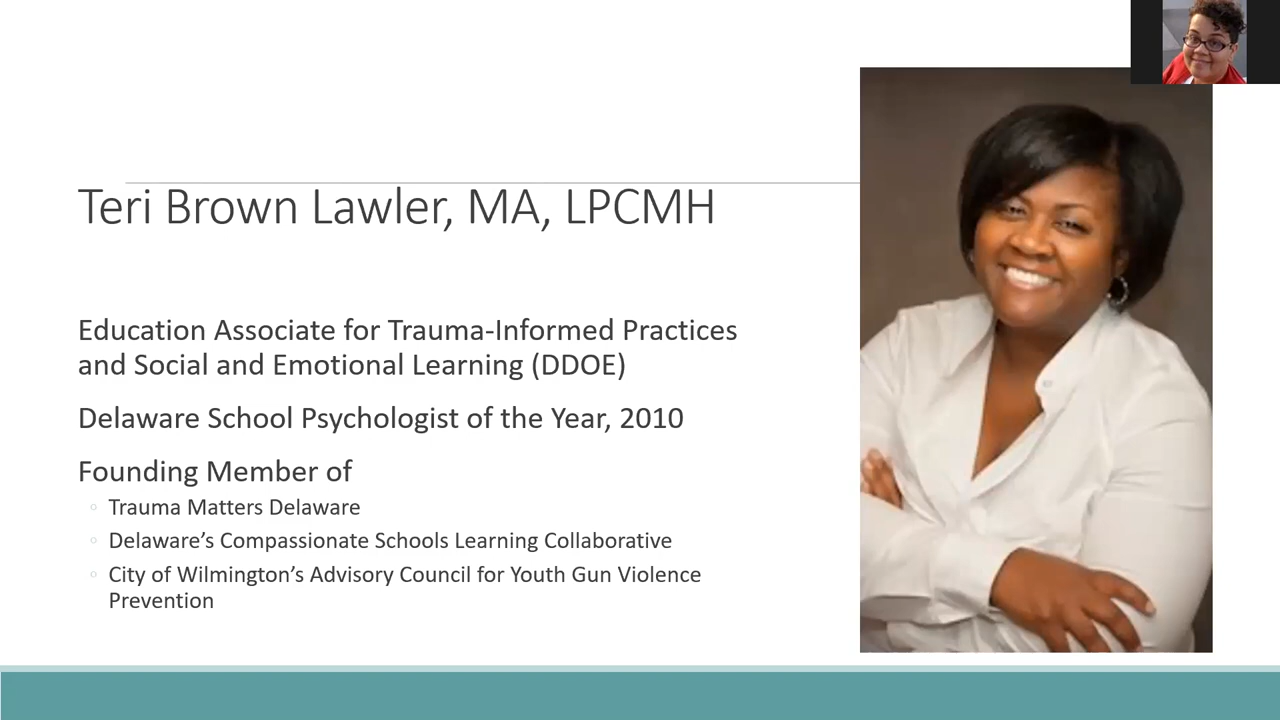 Teri Brown Lawler, MA, LPCMH
Education Associate for Trauma-Informed Practices
and Social and Emotional Learning (DDOE)
Delaware School Psychologist of the Year, 2010
Founding Member of
Trauma Matters Delaware
Delaware’s Compassionate Schools Learning Collaborative
City of Wilmington’s Advisory Council for Youth Gun Violence
Prevention